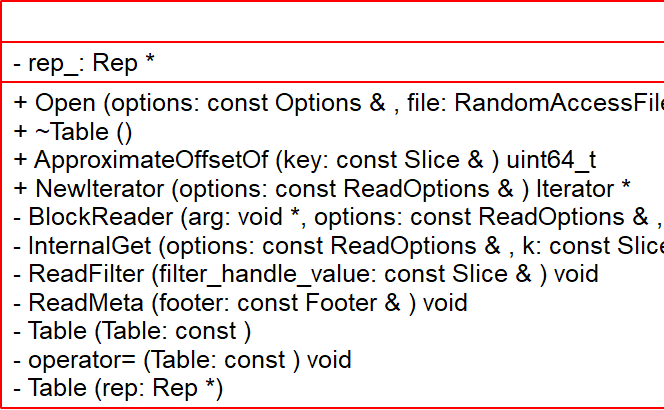 - rep_: Rep *
+ Open (options: const Options & , file: RandomAccessFile
+ ~Table ()
+ ApproximateOffsetOf (key: const Slice & ) uint64_t
+ NewIterator (options: const ReadOptions & ) Iterator *
- BlockReader (arg: void *, options: const ReadOptions & ,
- InternalGet (options: const ReadOptions & , k: const Slice
- ReadFilter (filter_handle_value: const Slice & ) void
- ReadMeta (footer: const Footer & ) void
- Table (Table: const )
- operator= (Table: const ) void
- Table (rep: Rep *)